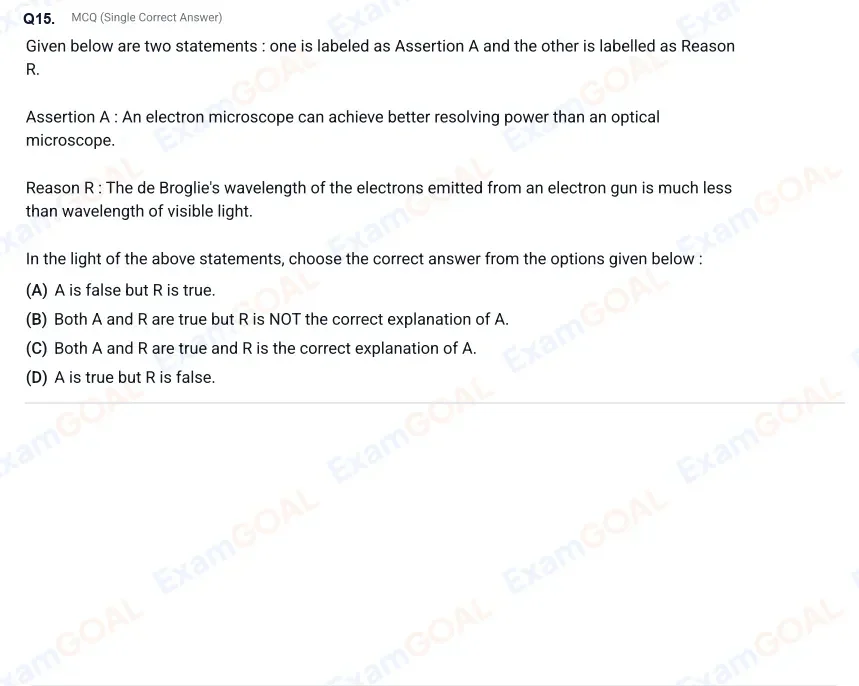 Q15. MCQ (Single Correct Answer)
Given below are two statements : one is labeled as Assertion A and the other is labelled as Reason
R.
Assertion A : An electron microscope can achieve better resolving power than an optical
microscope.
Reason R : The de Broglie's wavelength of the electrons emitted from an electron gun is much less
than wavelength of visible light.
In the light of the above statements, choose the correct answer from the options given below :
(A) A is false but R is true.
(B) Both A and R are true but R is NOT the correct explanation of A.
(C) Both A and R are true and R is the correct explanation of A.
(D) A is true but R is false.
ExamGOAL